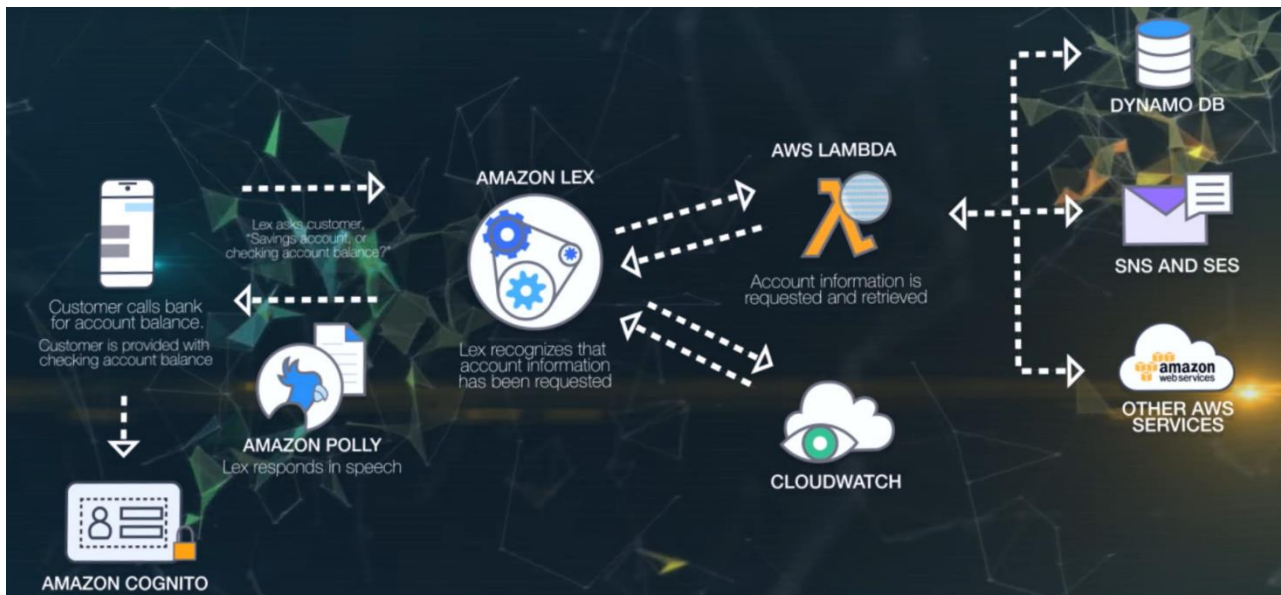 DYNAMO DB
AWS LAMBDA
AMAZON LEX
Lex asks customer,
"Savings account, or
checking account balance?"
SNS AND SES
Account information is
requested and retrieved
Customer calls bank
for account balance.
Customer is provided with
checking account balance
Lex recognizes that
account information
has been requested
amazon
webservices
OTHER AWS
SERVICES
AMAZON POLLY
Lex responds in speech
CLOUDWATCH
AMAZON COGNITO